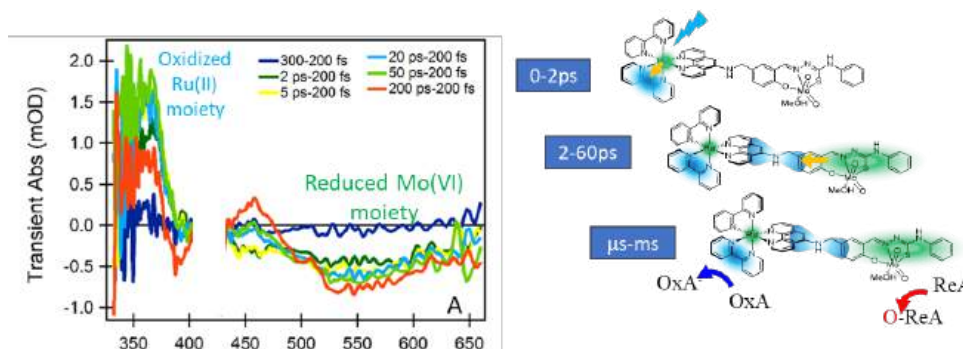 Transient Abs (mOD)
2.0
1.5
1.0
0.5
0.0
-0.5
-1.0
Oxidized
Ru(II)
moiety
300-200 fs
2 ps-200 fs
5 ps-200 fs
20 ps-200 fs
50 ps-200 fs
200 ps-200 fs
Reduced Mo(VI)
moiety
A
350
400
450
500
550
600
650
0-2ps
MeOH
2-60ps
MeOH
µs-ms
MeOH
OxA-
OxA
ReA
O-ReA